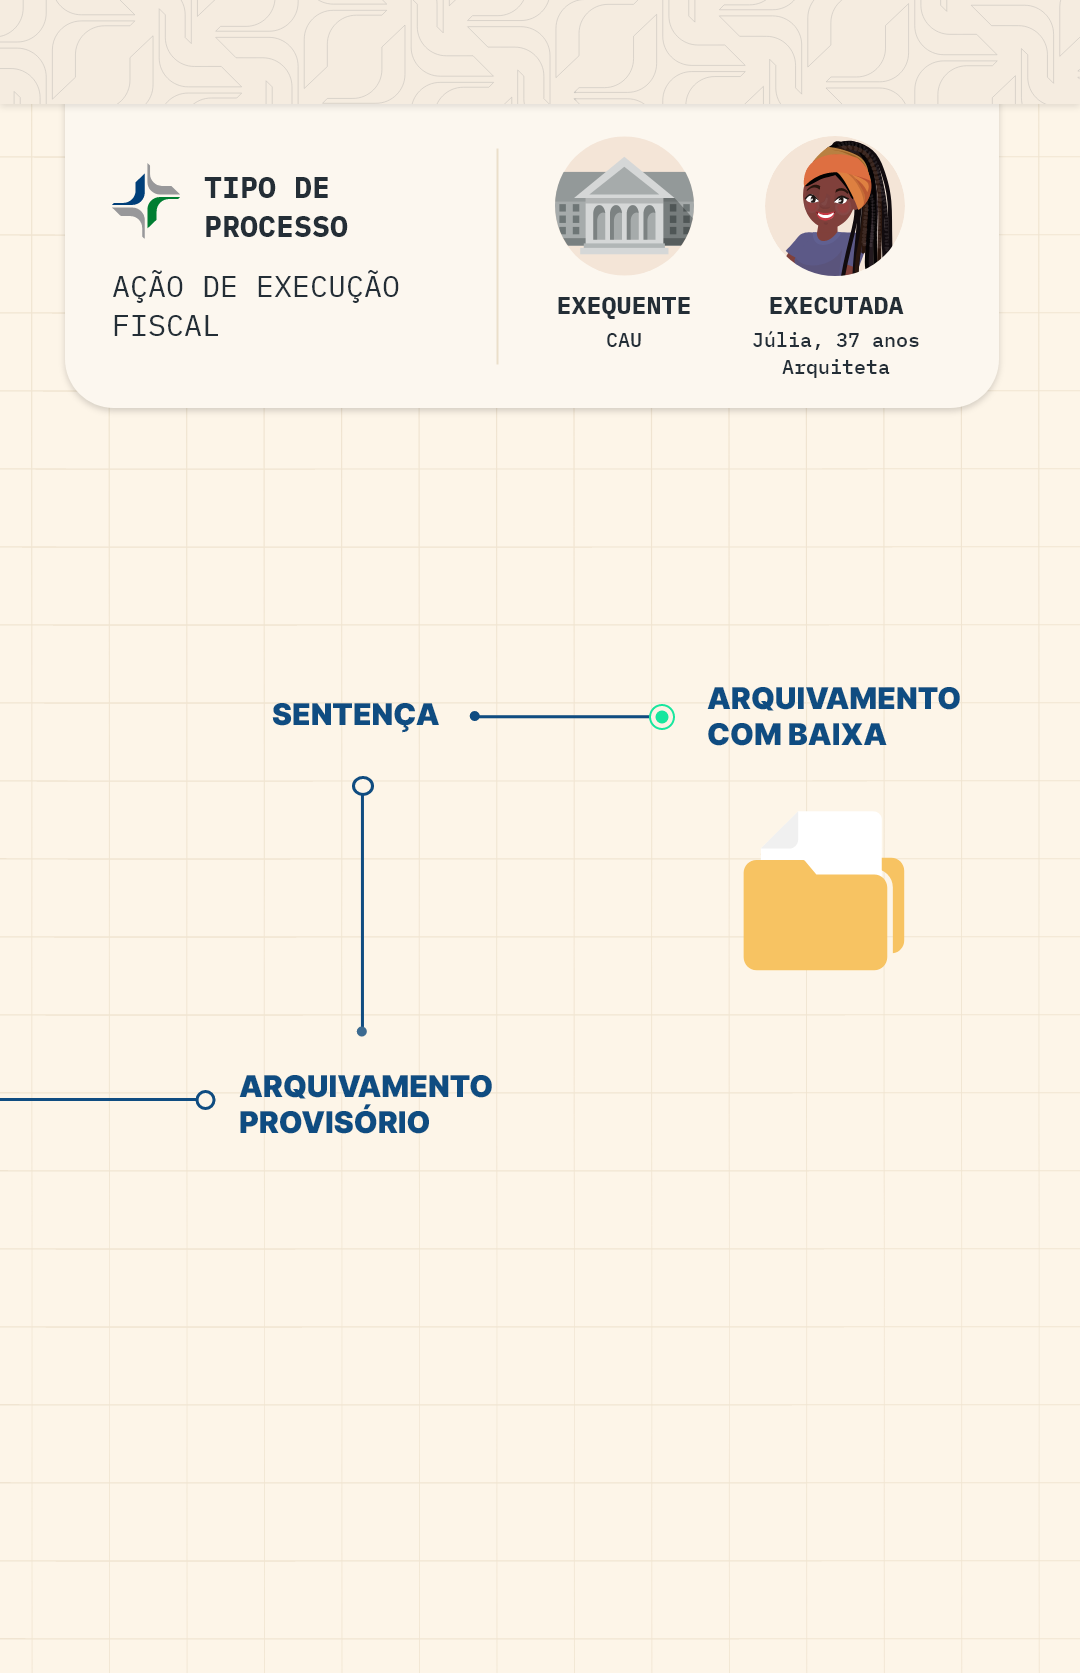 TIPO DE
PROCESSO
AÇÃO DE EXECUÇÃO
FISCAL
EXEQUENTE
CAU
EXECUTADA
Júlia, 37 anos
Arquiteta
SENTENÇA
ARQUIVAMENTO
COM BAIXA
ARQUIVAMENTO
PROVISÓRIO